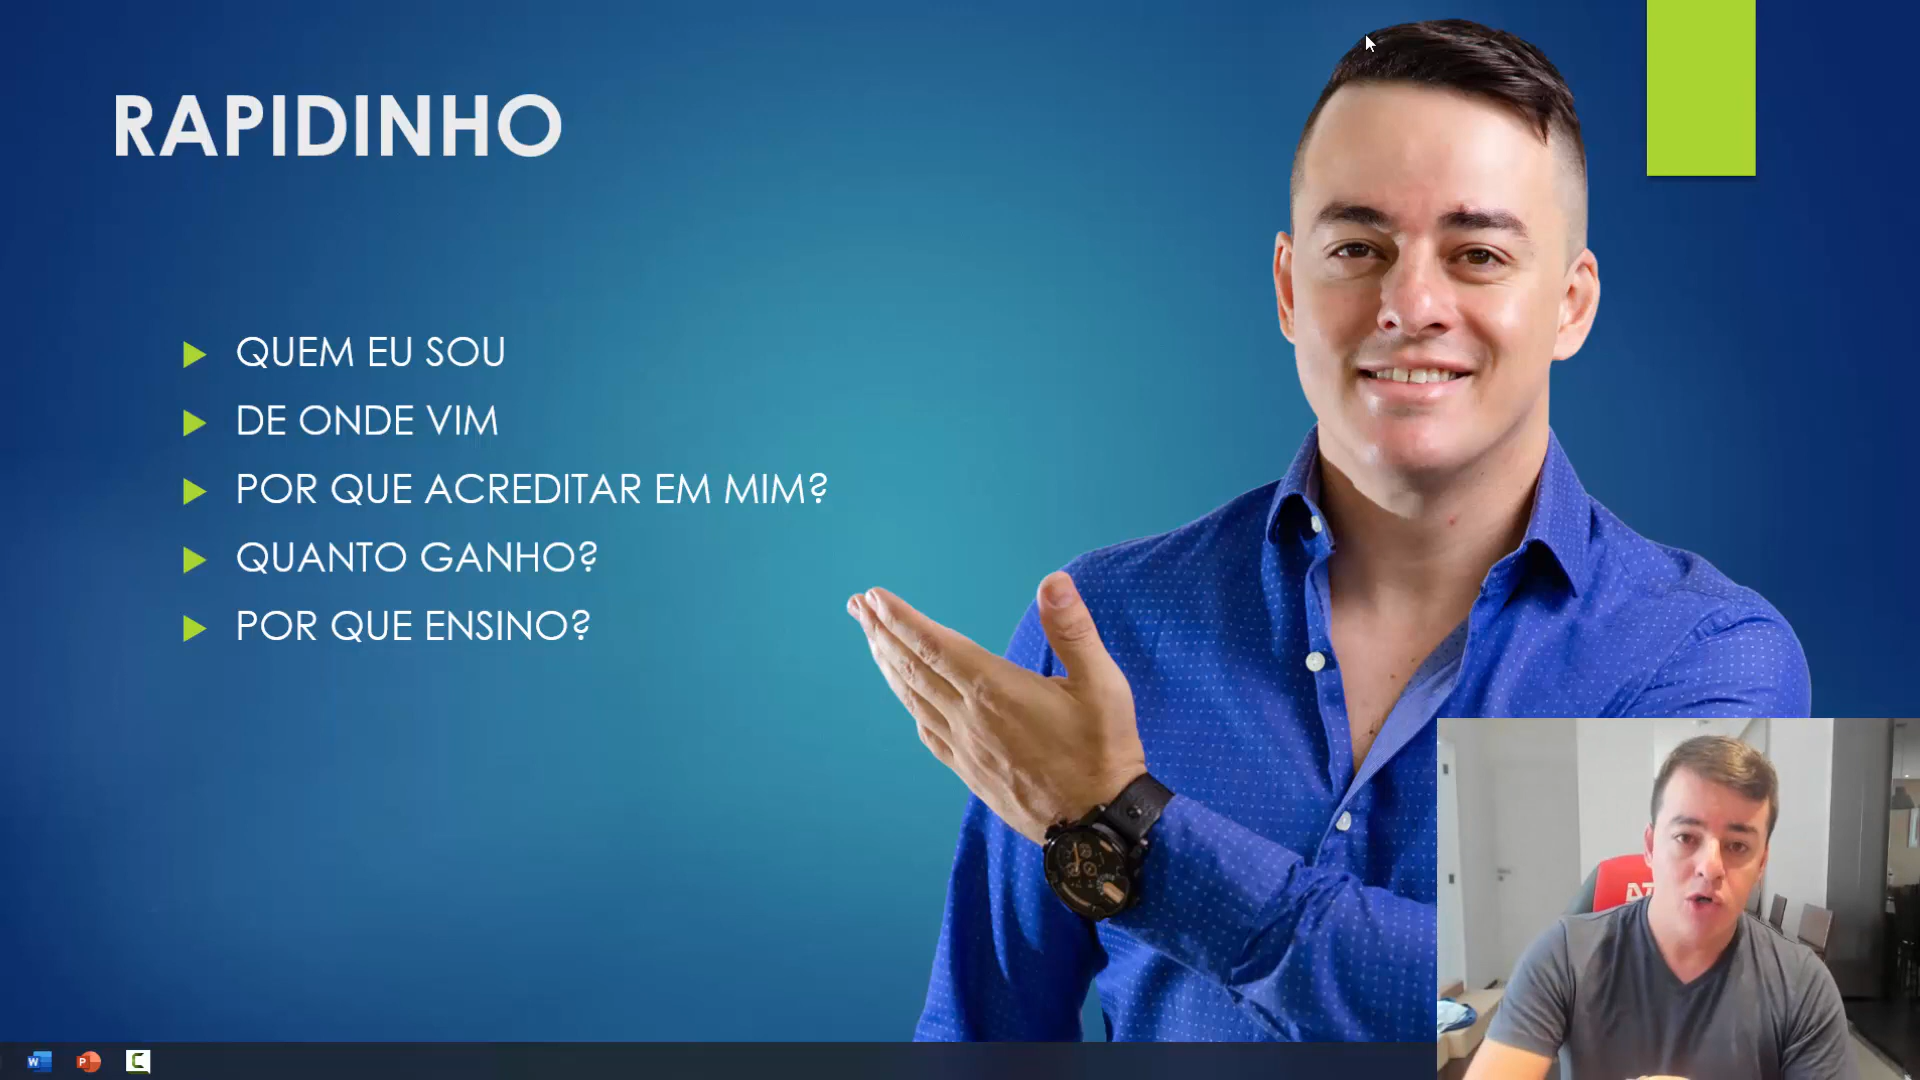 RAPIDINHO
QUEM EU SOU
DE ONDE VIM
POR QUE ACREDITAR EM MIM?
QUANTO GANHO?
POR QUE ENSINO?